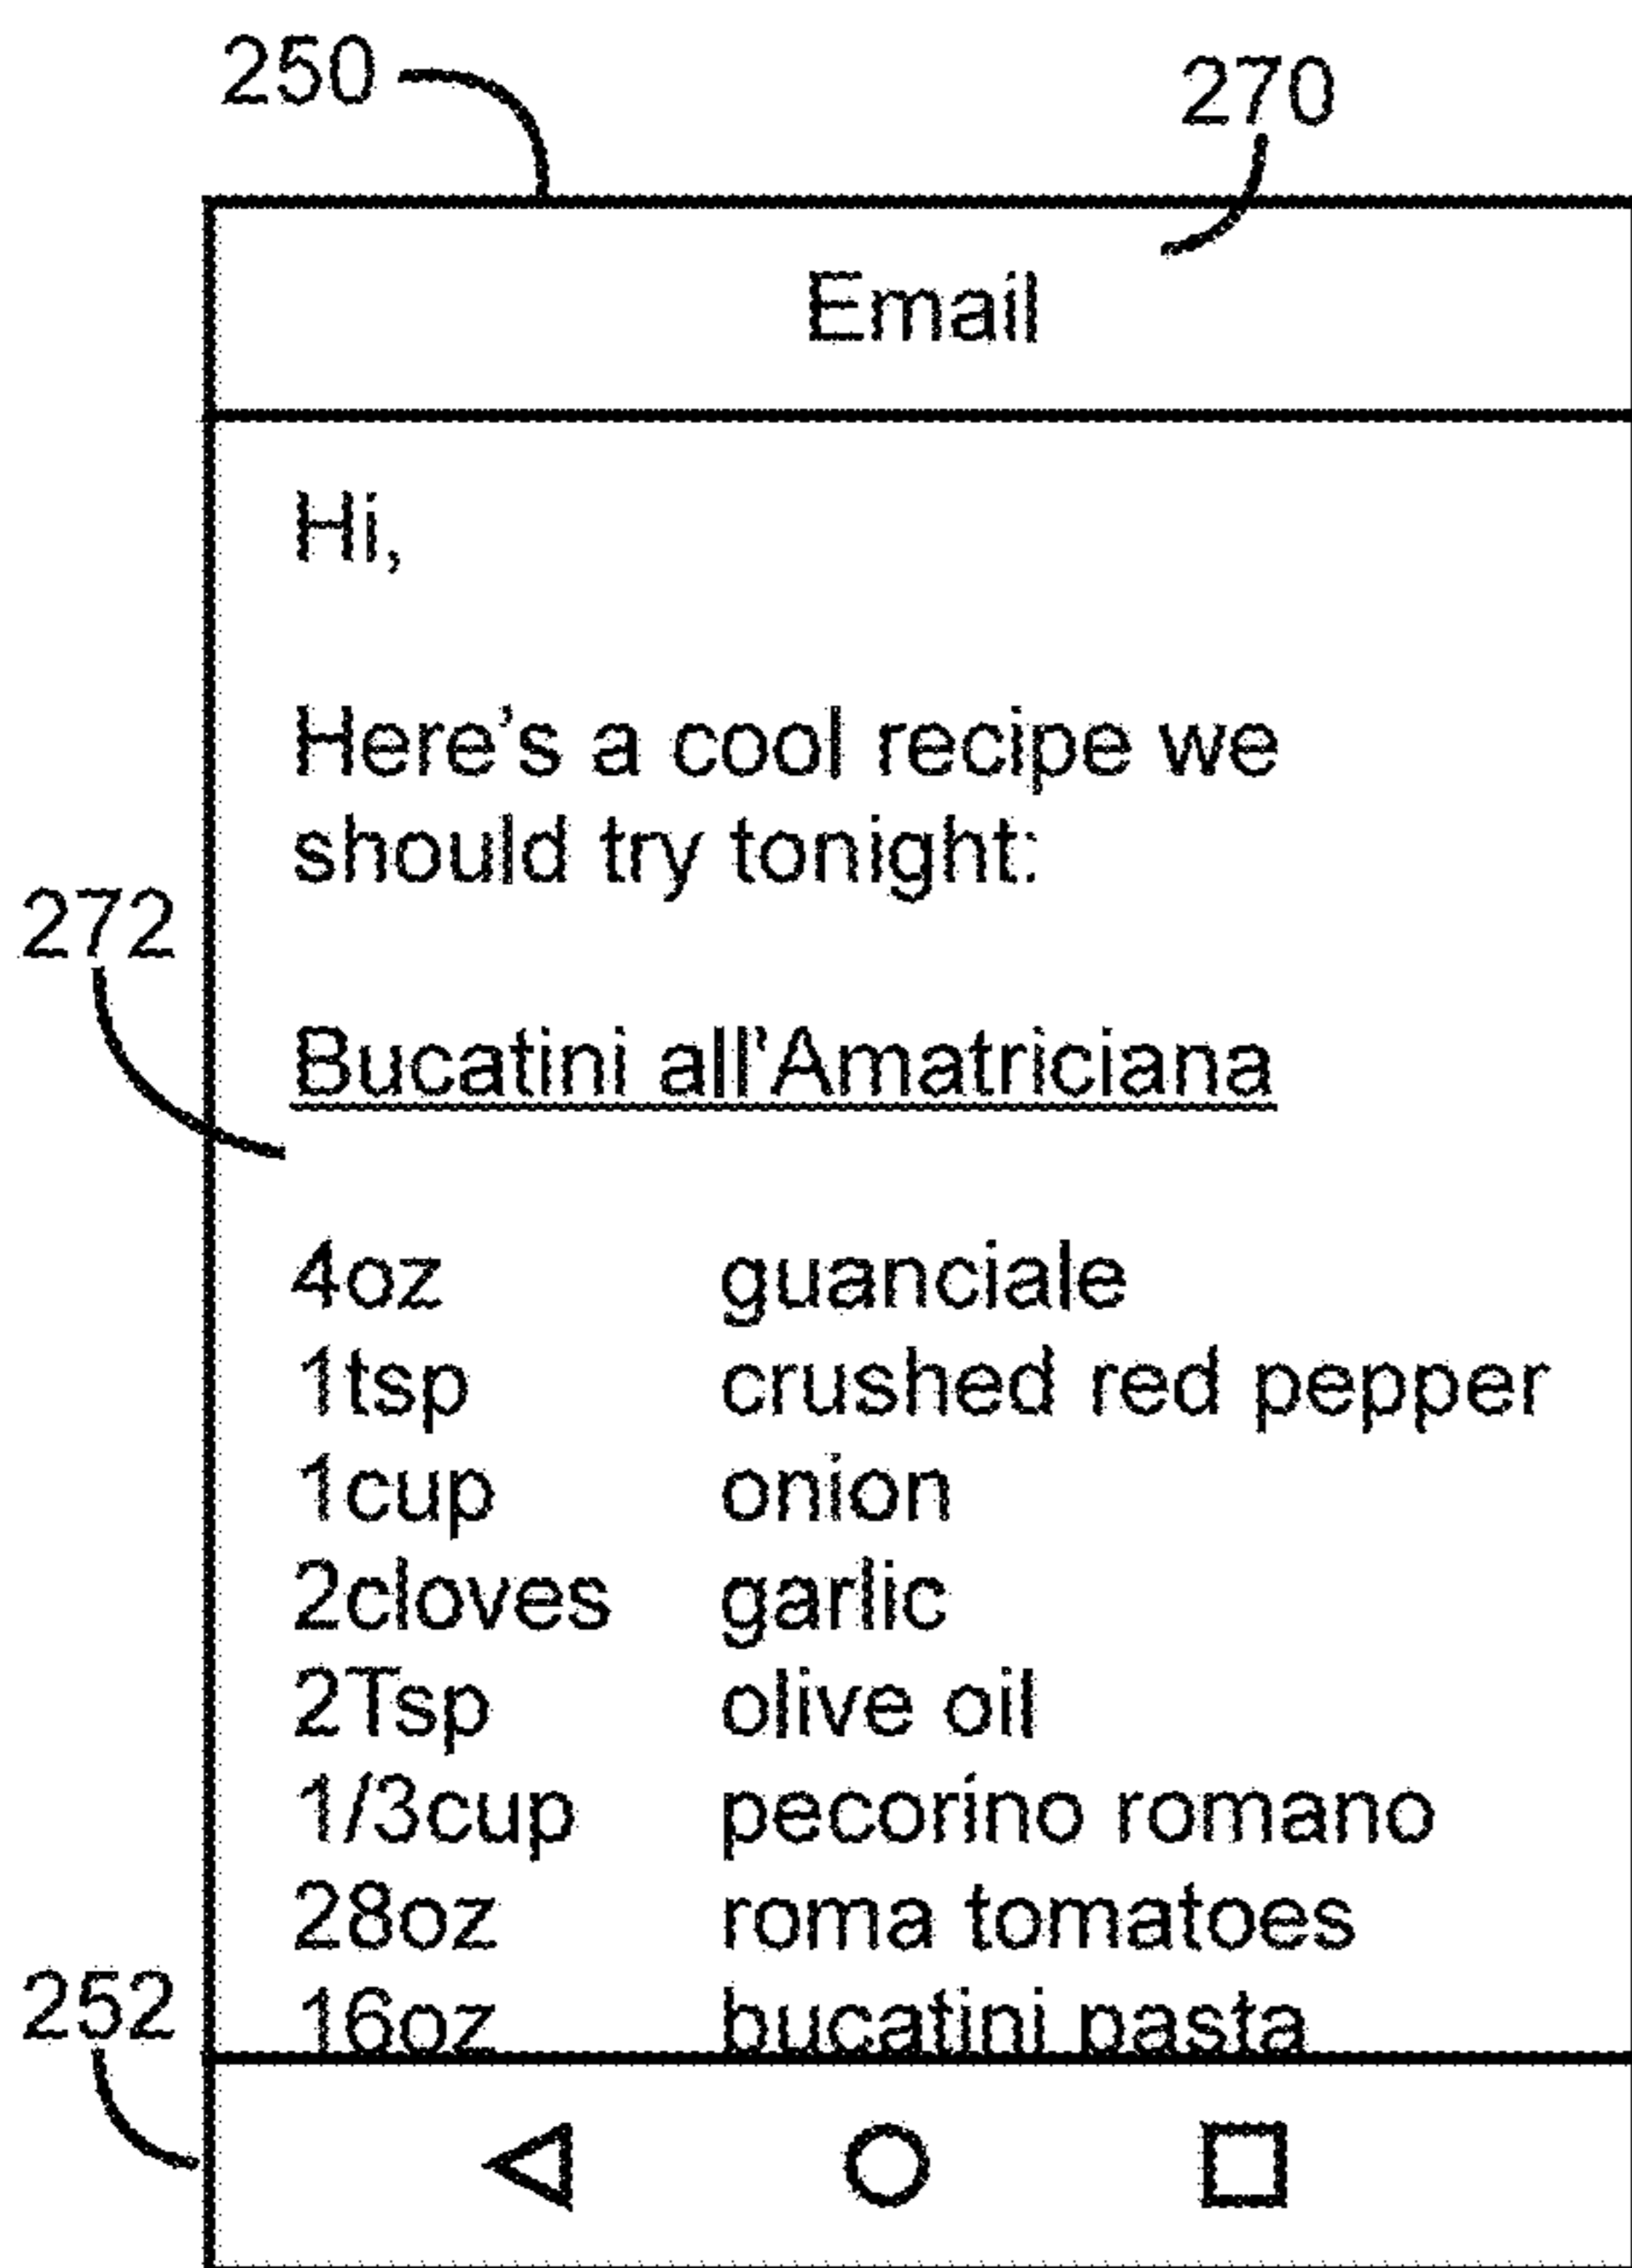 250
270
Email
Hi,
Here's a cool recipe we
should try tonight:
272
Bucatini all'Amatriciana
4oz guanciale
1tsp crushed red pepper
1cup onion
2cloves garlic
2Tsp olive oil
1/3cup pecorino romano
28oz roma tomatoes
252
16oz bucatini pasta